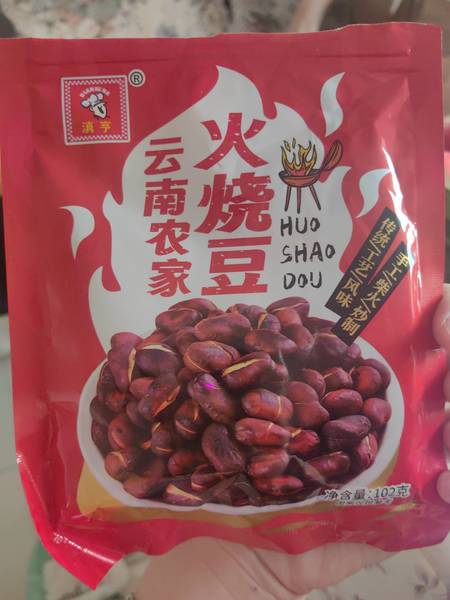 滇亨
®
云南农家
火烧豆
HUO
SHAO
DOU
手工柴火炒制
传统工艺风味
净含量:102克